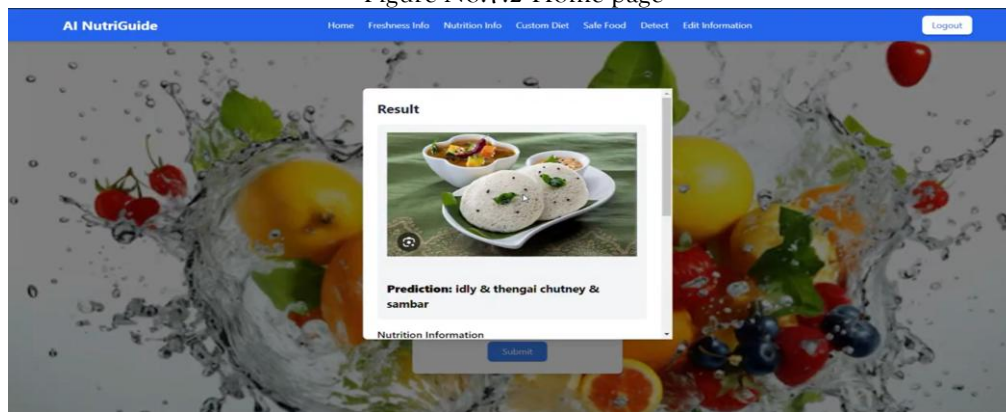 Figure No.7.2 Home page
AI NutriGuide
Home Freshness Info Nutrition Info Custom Diet Safe Food Detect Edit Information
Logout
Result
Prediction: idly & thengai chutney &
sambar
Nutrition Information
Submit